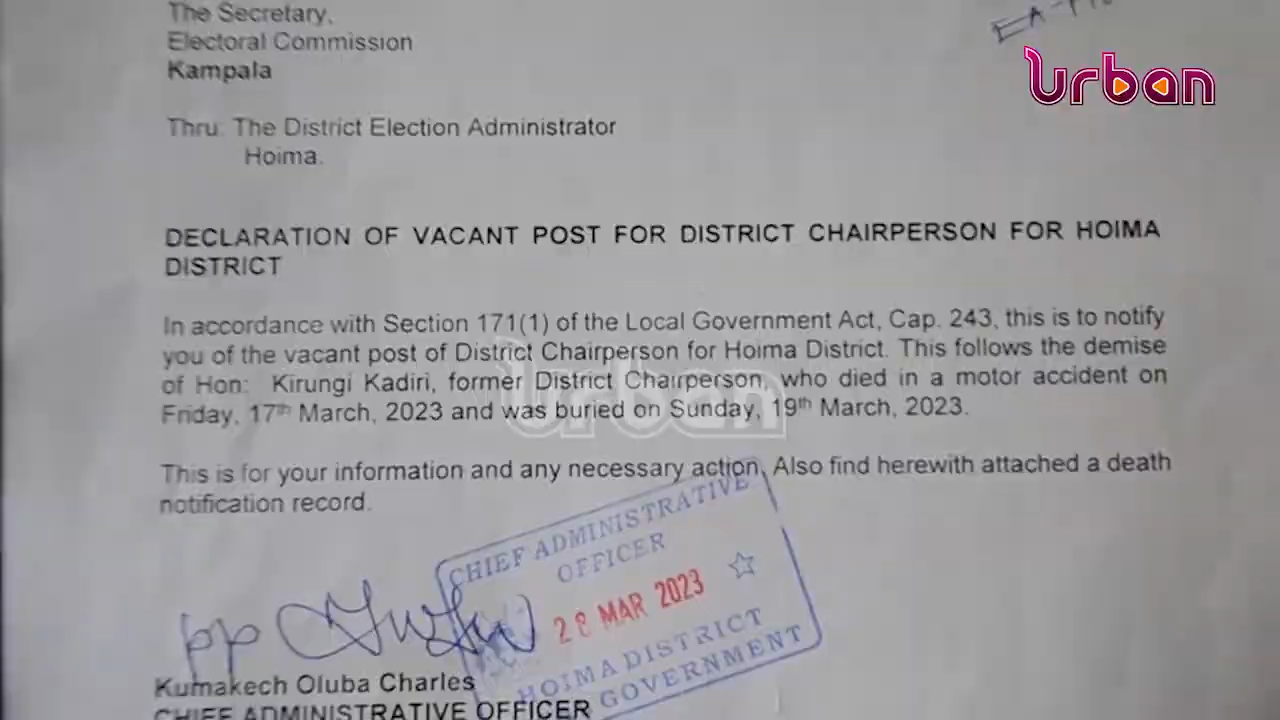 The Secretary,
Electoral Commission
Kampala
Urban
Thru: The District Election Administrator
Hoima.
DECLARATION OF VACANT POST FOR DISTRICT CHAIRPERSON FOR HOIMA
DISTRICT
In accordance with Section 171(1) of the Local Government Act, Cap. 243, this is to notify
you of the vacant post of District Chairperson for Hoima District. This follows the demise
of Hon: Kirungi Kadiri, former District Chairperson, who died in a motor accident on
Friday, 17th March, 2023 and was buried on Sunday, 19th March, 2023.
Urban
This is for your information and any necessary action. Also find herewith attached a death
notification record.
CHIEF ADMINISTRATIVE
OFFICER
28 MAR 2023
HOIMA DISTRICT
GOVERNMENT
pp
Kumakech Oluba Charles
CHIEF ADMINISTRATIVE OFFICER